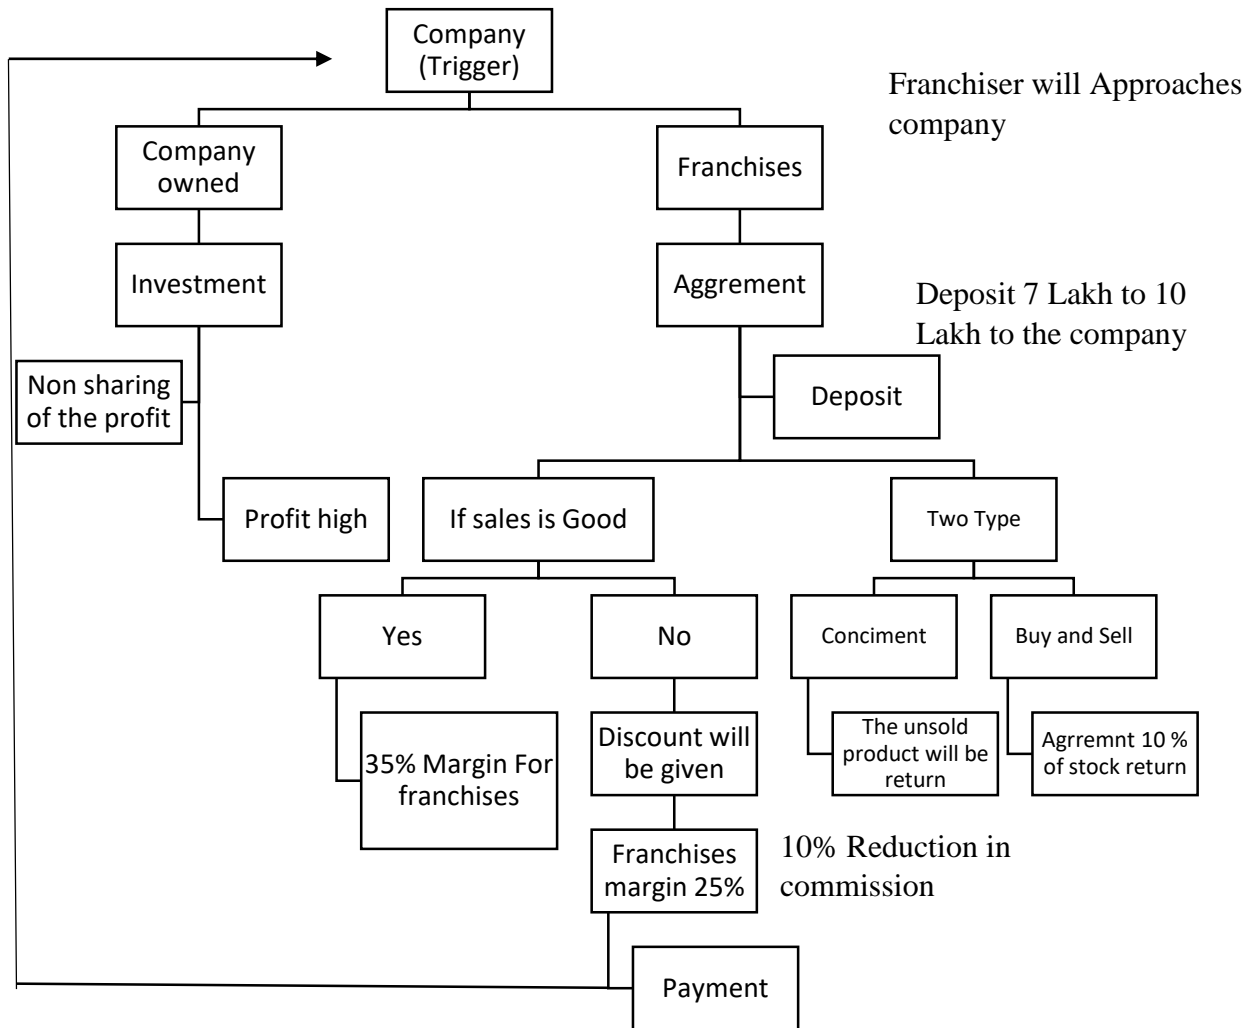 Company
(Trigger)
Franchiser will Approaches
company
Company
owned
Franchises
Investment
Aggrement
Deposit 7 Lakh to 10
Lakh to the company
Non sharing
of the profit
Deposit
Profit high
If sales is Good
Two Type
Yes
No
Conciment
Buy and Sell
35% Margin For
franchises
Discount will
be given
The unsold
product will be
return
Agrremnt 10 %
of stock return
Franchises
margin 25%
10% Reduction in
commission
Payment